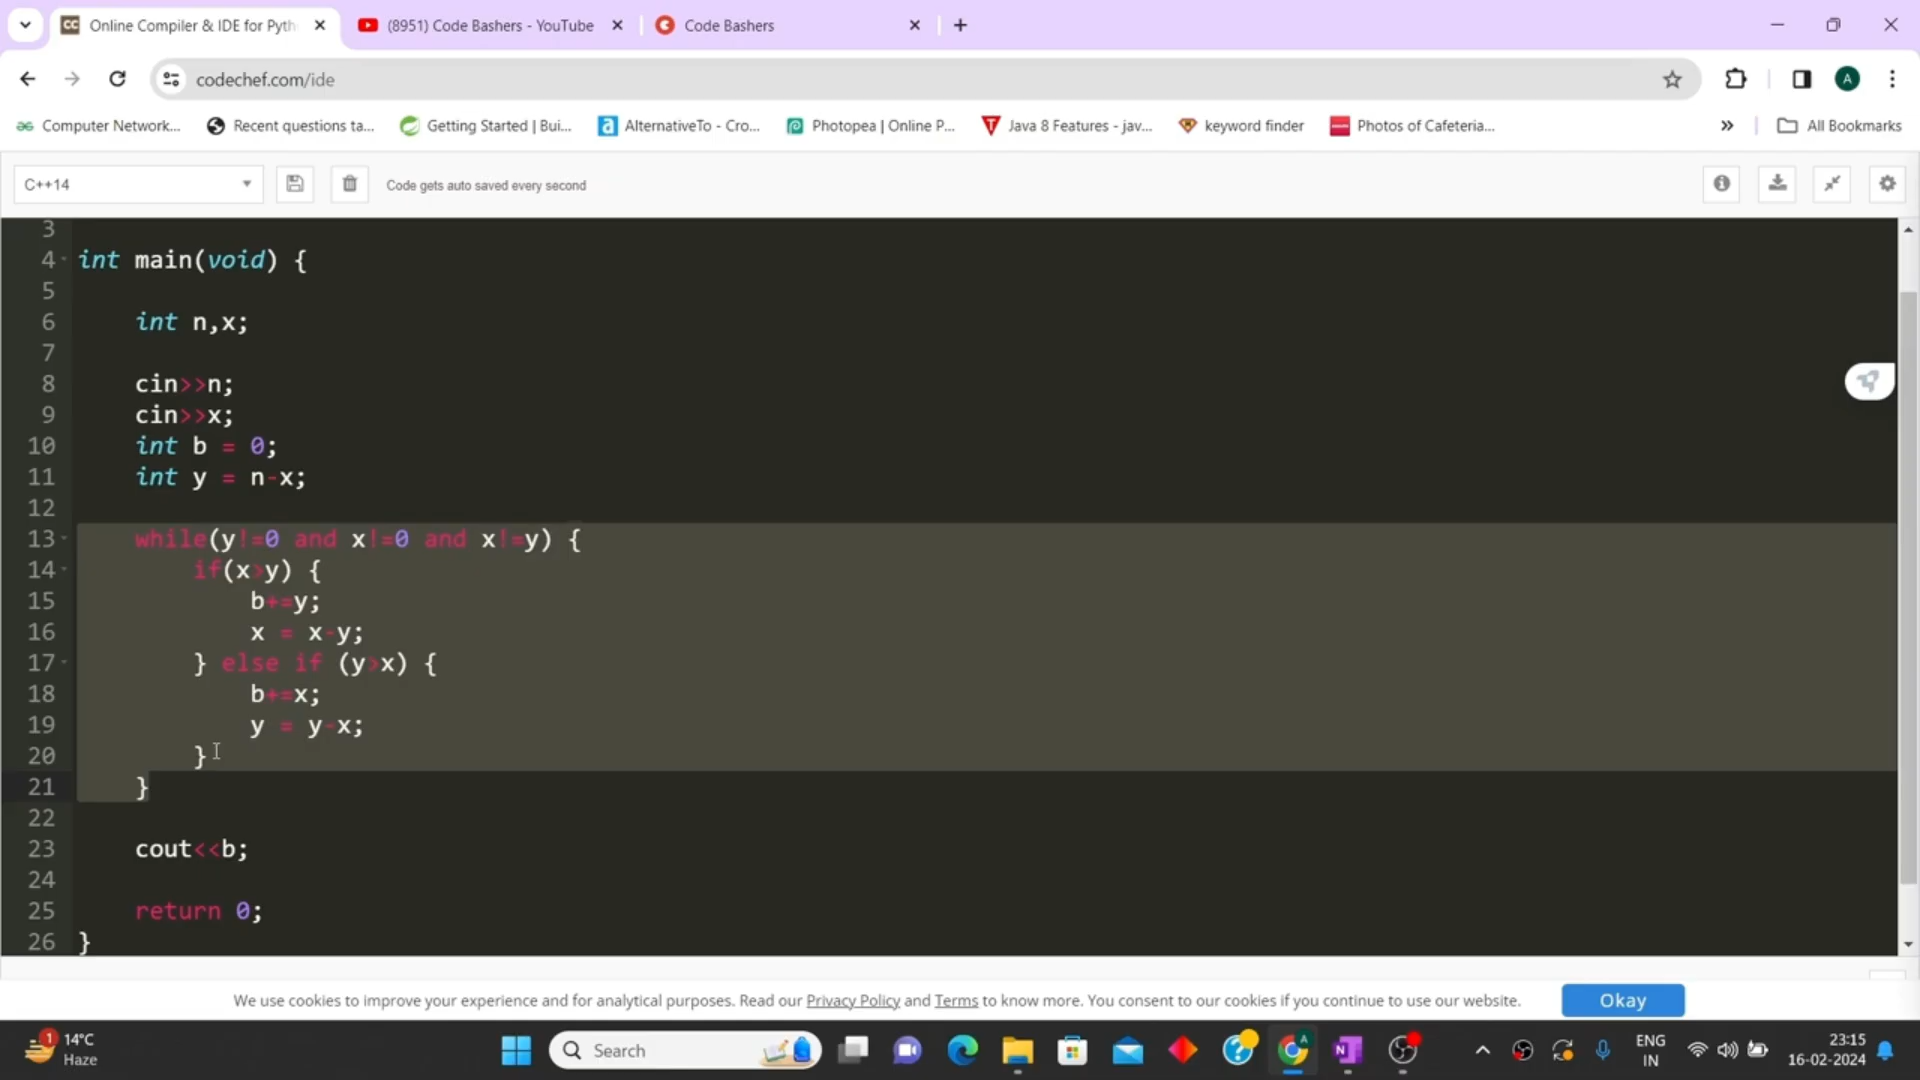 Online Compiler & IDE for Pyth
(8951) Code Bashers - YouTube
Code Bashers
codechef.com/ide
A
Computer Network...
Recent questions ta...
Getting Started | Bui...
AlternativeTo - Cro...
Photopea | Online P...
Java 8 Features - jav...
keyword finder
Photos of Cafeteria...
All Bookmarks
C++14
Code gets auto saved every second
3
4 int main(void) {
5
6 int n,x;
7
8 cin>>n;
9 cin>>x;
10 int b = 0;
11 int y = n-x;
12
13 while(y!=0 and x!=0 and x!=y) {
14 if(x>y) {
15 b+=y;
16 x = x-y;
17 } else if (y>x) {
18 b+=x;
19 y = y-x;
20 }
21 }
22
23 cout<<b;
24
25 return 0;
26 }
We use cookies to improve your experience and for analytical purposes. Read our Privacy Policy and Terms to know more. You consent to our cookies if you continue to use our website.
Okay
1
14°C
Haze
Search
ENG
IN
23:15
16-02-2024